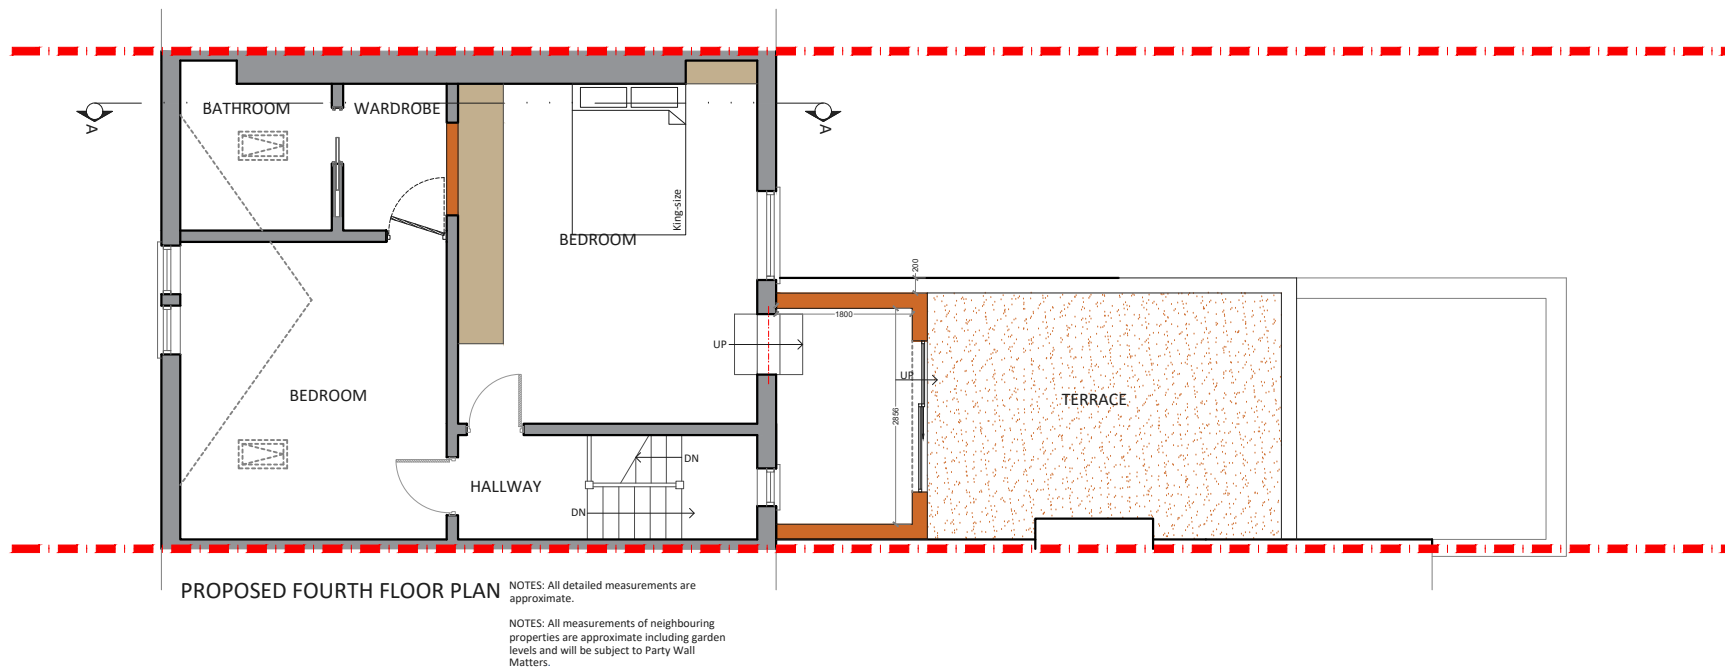 BATHROOM
WARDROBE
A
A
King-size
BEDROOM
200
1800
UP
UP
2856
TERRACE
BEDROOM
DN
HALLWAY
DN
PROPOSED FOURTH FLOOR PLAN
NOTES: All detailed measurements are
approximate.
NOTES: All measurements of neighbouring
properties are approximate including garden
levels and will be subject to Party Wall
Matters.